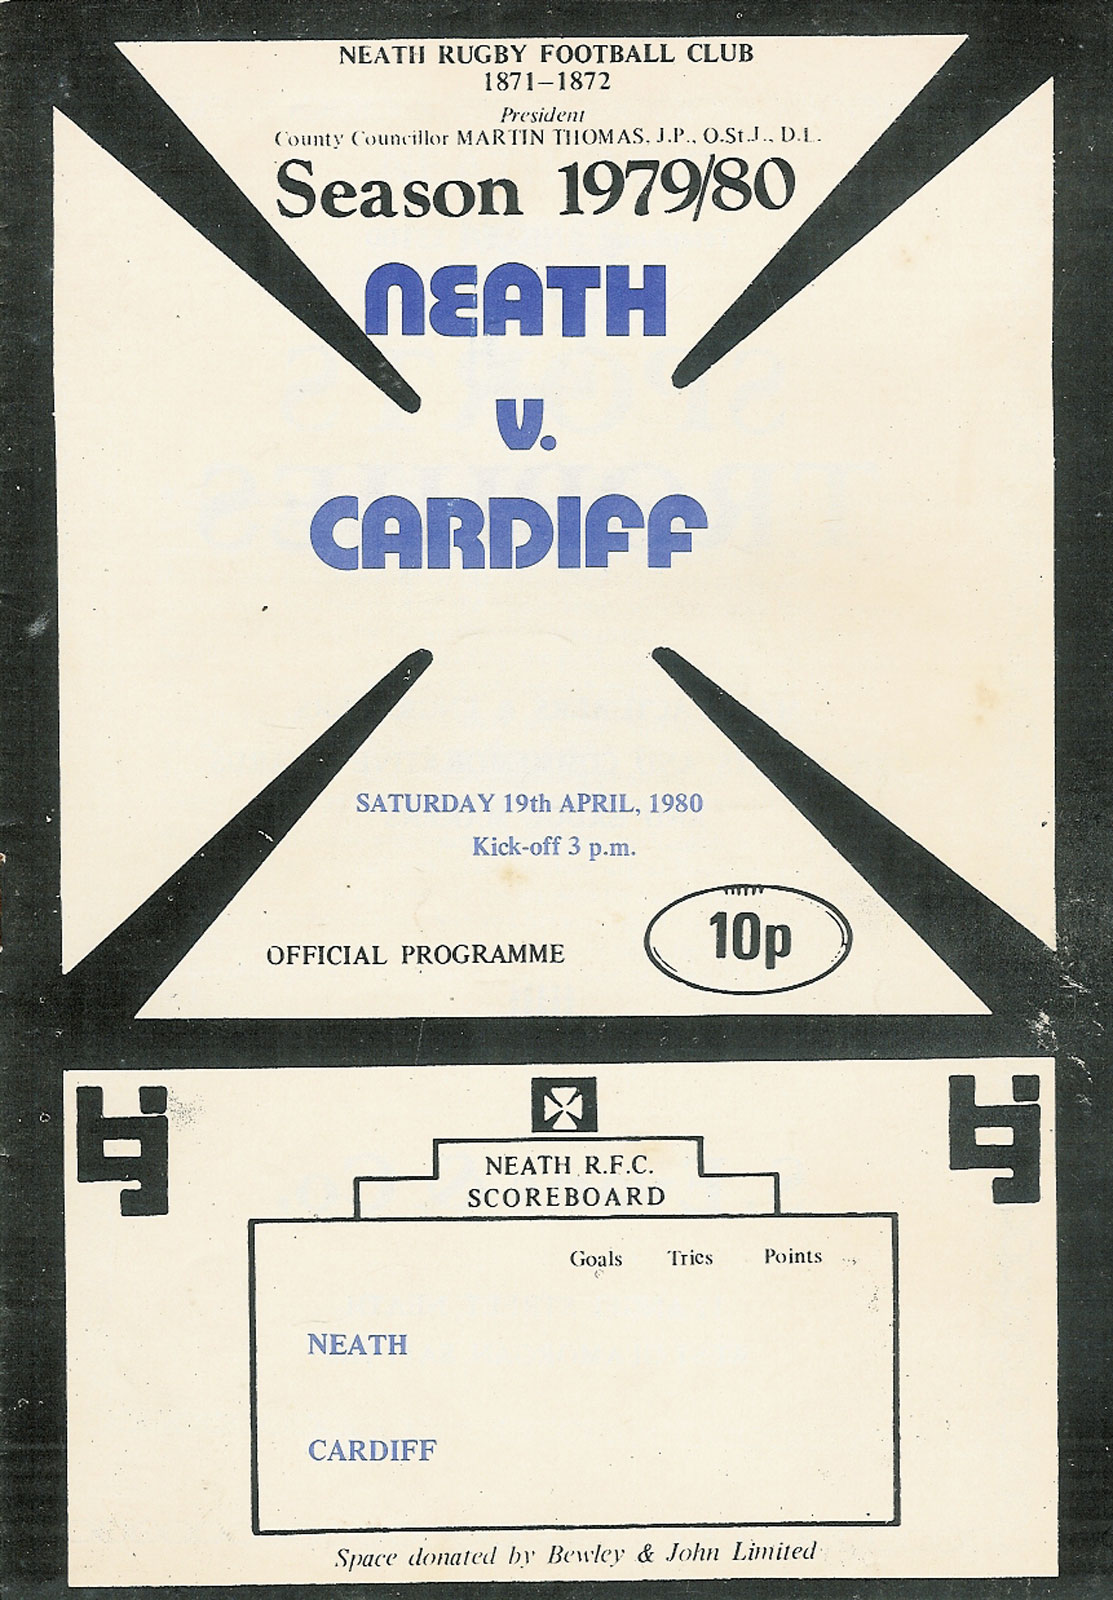 NEATH RUGBY FOOTBALL CLUB
1871–1872
President
County Councillor MARTIN THOMAS, J.P., O.St.J., D.L.
Season 1979/80
NEATH
v.
CARDIFF
SATURDAY 19th APRIL, 1980
Kick-off 3 p.m.
OFFICIAL PROGRAMME
10p
bj
bj
NEATH R.F.C.
SCOREBOARD
Goals Tries Points
NEATH
CARDIFF
Space donated by Bewley & John Limited